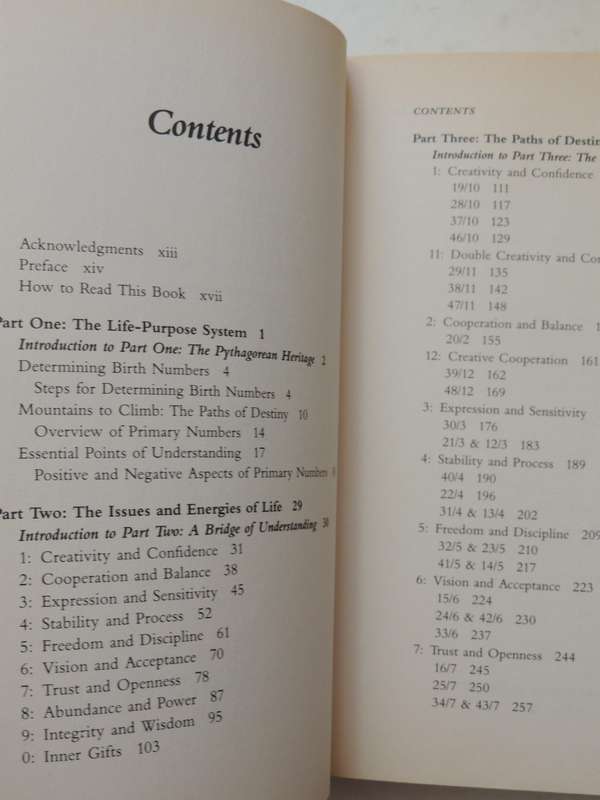 Contents
Acknowledgments xiii
Preface xiv
How to Read This Book xvii
Part One: The Life-Purpose System 1
Introduction to Part One: The Pythagorean Heritage 2
Determining Birth Numbers 4
Steps for Determining Birth Numbers 4
Mountains to Climb: The Paths of Destiny 10
Overview of Primary Numbers 14
Essential Points of Understanding 17
Positive and Negative Aspects of Primary Numbers
Part Two: The Issues and Energies of Life 29
Introduction to Part Two: A Bridge of Understanding 30
1: Creativity and Confidence 31
2: Cooperation and Balance 38
3: Expression and Sensitivity 45
4: Stability and Process 52
5: Freedom and Discipline 61
6: Vision and Acceptance 70
7: Trust and Openness 78
8: Abundance and Power 87
9: Integrity and Wisdom 95
0: Inner Gifts 103
CONTENTS
Part Three: The Paths of Destin
Introduction to Part Three: The
1: Creativity and Confidence
19/10 111
28/10 117
37/10 123
46/10 129
11: Double Creativity and Con
29/11 135
38/11 142
47/11 148
2: Cooperation and Balance 1
20/2 155
12: Creative Cooperation 161
39/12 162
48/12 169
3: Expression and Sensitivity
30/3 176
21/3 & 12/3 183
4: Stability and Process 189
40/4 190
22/4 196
31/4 & 13/4 202
5: Freedom and Discipline 209
32/5 & 23/5 210
41/5 & 14/5 217
6: Vision and Acceptance 223
15/6 224
24/6 & 42/6 230
33/6 237
7: Trust and Openness 244
16/7 245
25/7 250
34/7 & 43/7 257